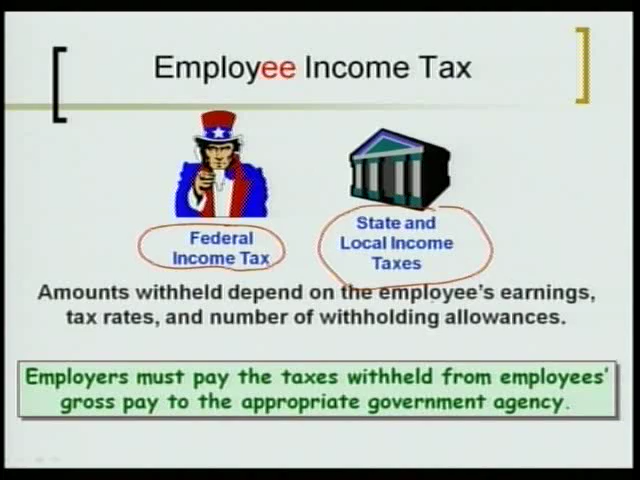 Employee Income Tax
Federal
Income Tax
State and
Local Income
Taxes
Amounts withheld depend on the employee's earnings,
tax rates, and number of withholding allowances.
Employers must pay the taxes withheld from employees'
gross pay to the appropriate government agency.